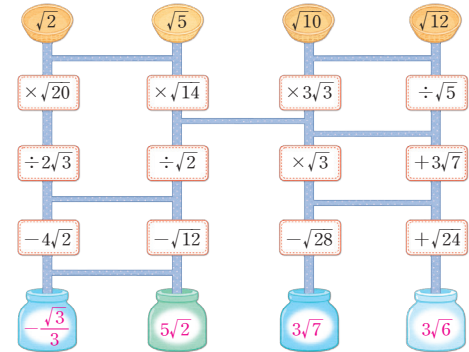 √2 √5 √10 √12
×√20 ×√14 ×3√3 ÷√5
÷2√3 ÷√2 ×√3 +3√7
−4√2 −√12 −√28 +√24
−√3/3 5√2 3√7 3√6